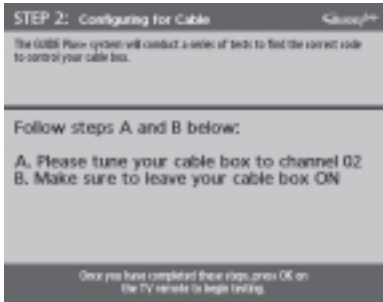 STEP 2: Configuring for Cable
The GUIDE Plus+ system will conduct a series of tests to find the correct code
to control your cable box.
Follow steps A and B below:
A. Please tune your cable box to channel 02
B. Make sure to leave your cable box ON
Once you have completed these steps, press OK on
the TV remote to begin testing.